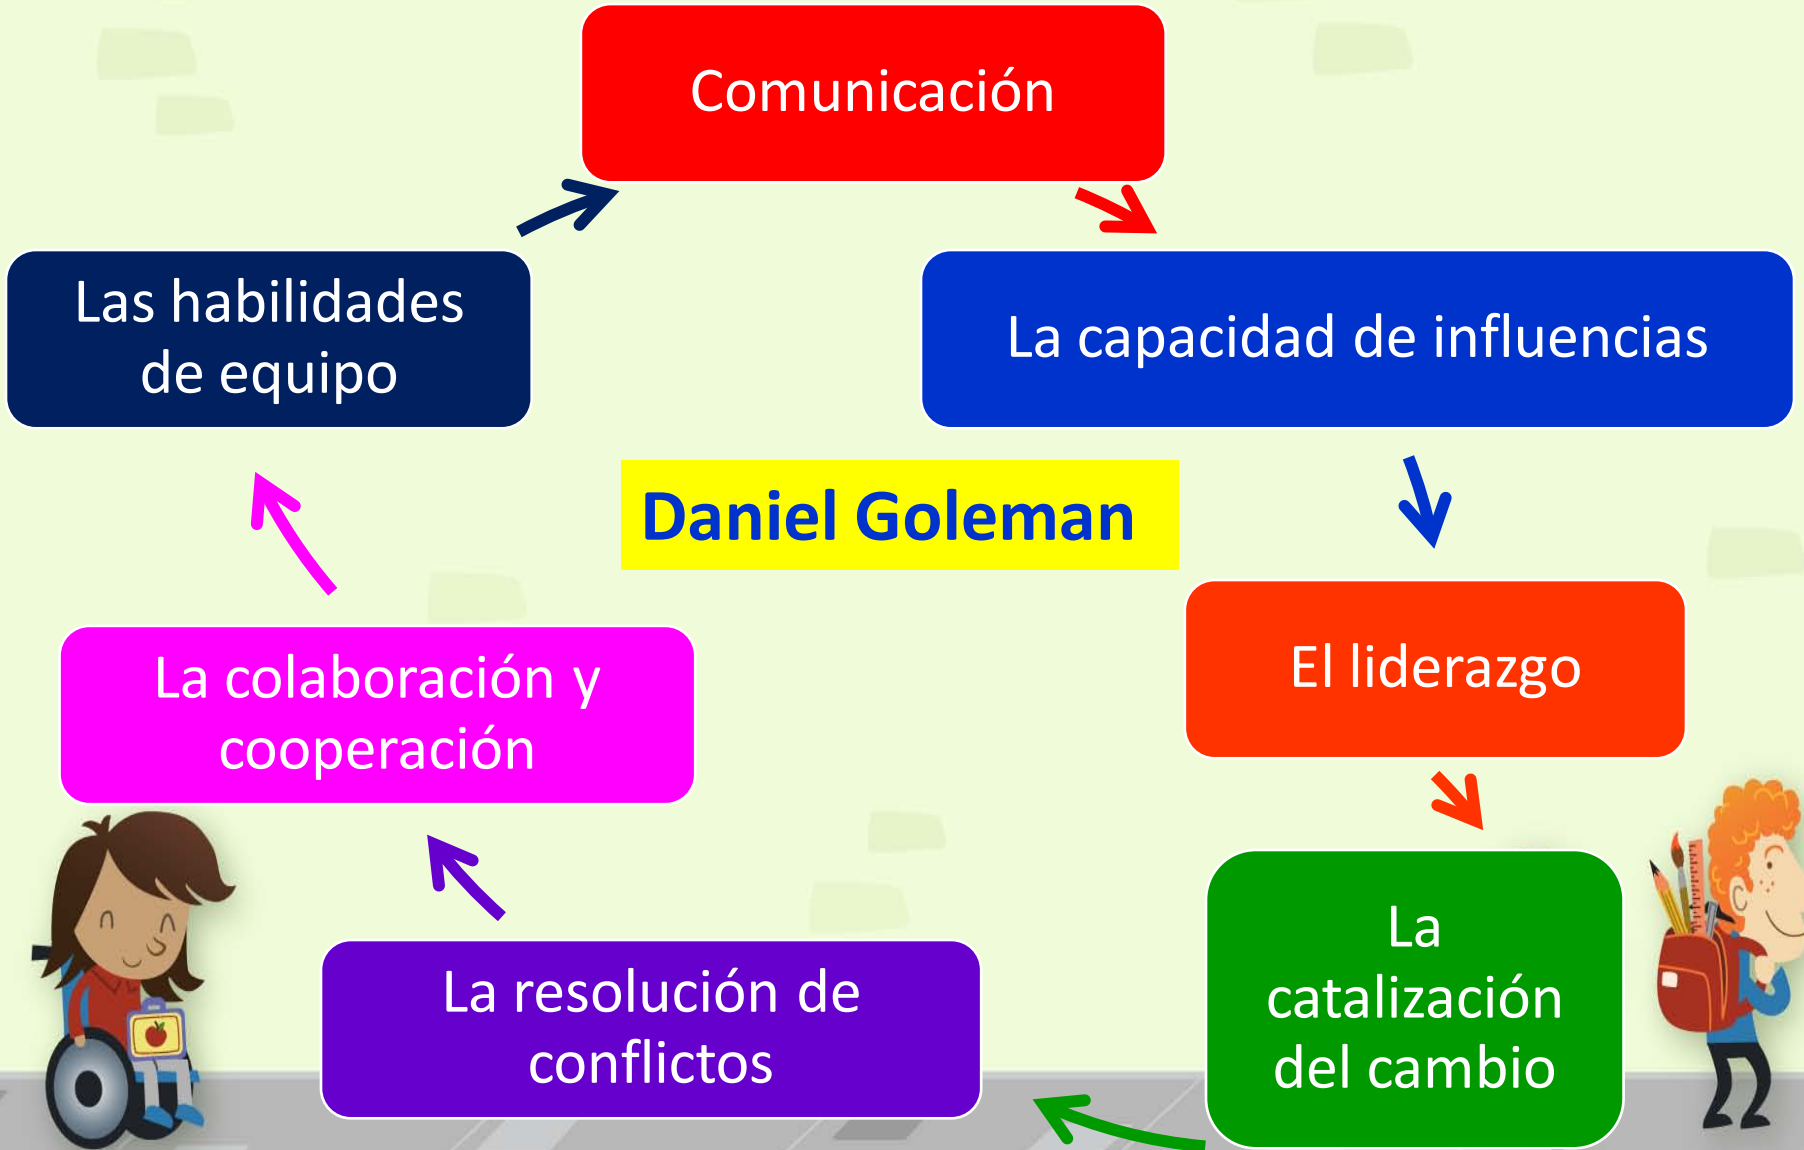 Comunicación
La capacidad de influencias
El liderazgo
La
catalización
del cambio
La resolución de
conflictos
La colaboración y
cooperación
Las habilidades
de equipo
Daniel Goleman